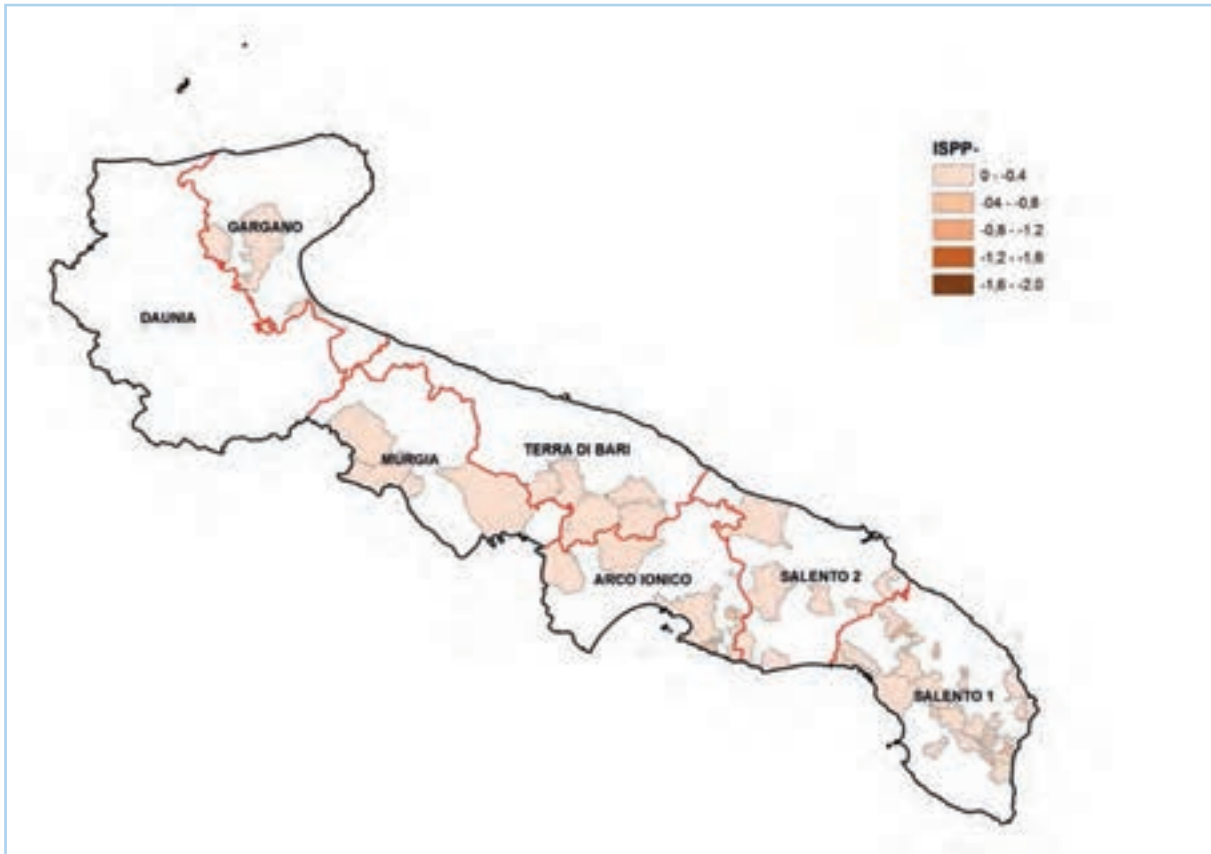 ISPP-
0 - -0.4
-04 - -0,8
-0,8 - -1.2
-1,2 - -1,6
-1,6 - -2.0
GARGANO
DAUNIA
MURGIA
TERRA DI BARI
ARCO IONICO
SALENTO 2
SALENTO 1